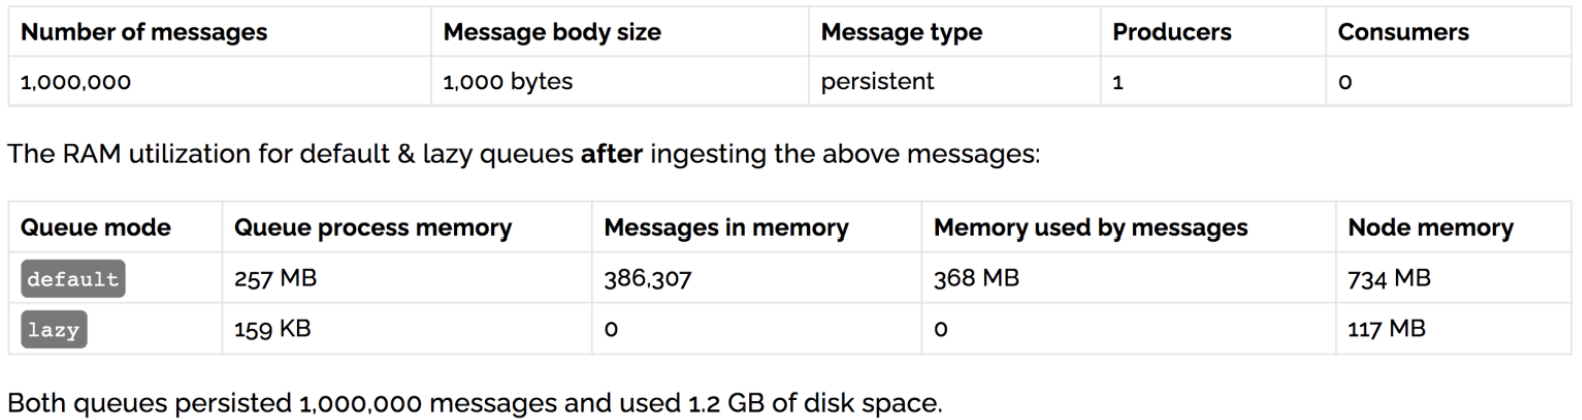 Number of messages Message body size Message type Producers Consumers
1,000,000 1,000 bytes persistent 1 0
The RAM utilization for default & lazy queues after ingesting the above messages:
Queue mode Queue process memory Messages in memory Memory used by messages Node memory
default 257 MB 386,307 368 MB 734 MB
lazy 159 KB 0 0 117 MB
Both queues persisted 1,000,000 messages and used 1.2 GB of disk space.